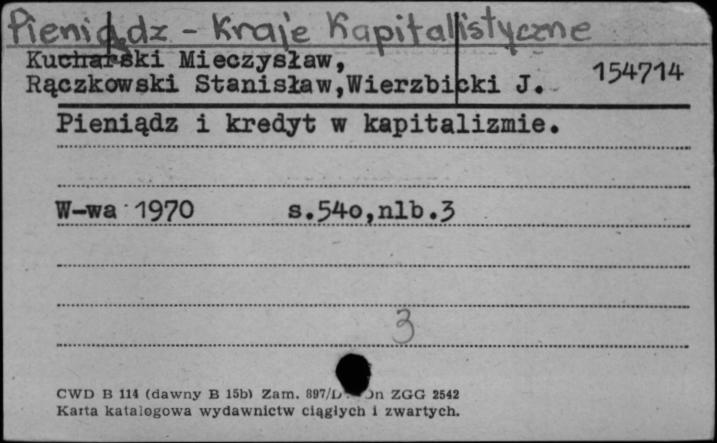 Pieniądz - Kraje Kapitalistyczne
Kucharski Mieczysław,
Rączkowski Stanisław,Wierzbicki J. 154714
Pieniądz i kredyt w kapitalizmie.
W-wa 1970 s.54o,nlb.3
3
CWD B 114 (dawny B 15b) Zam. 897/D ZGG 2542
Karta katalogowa wydawnictw ciągłych i zwartych.